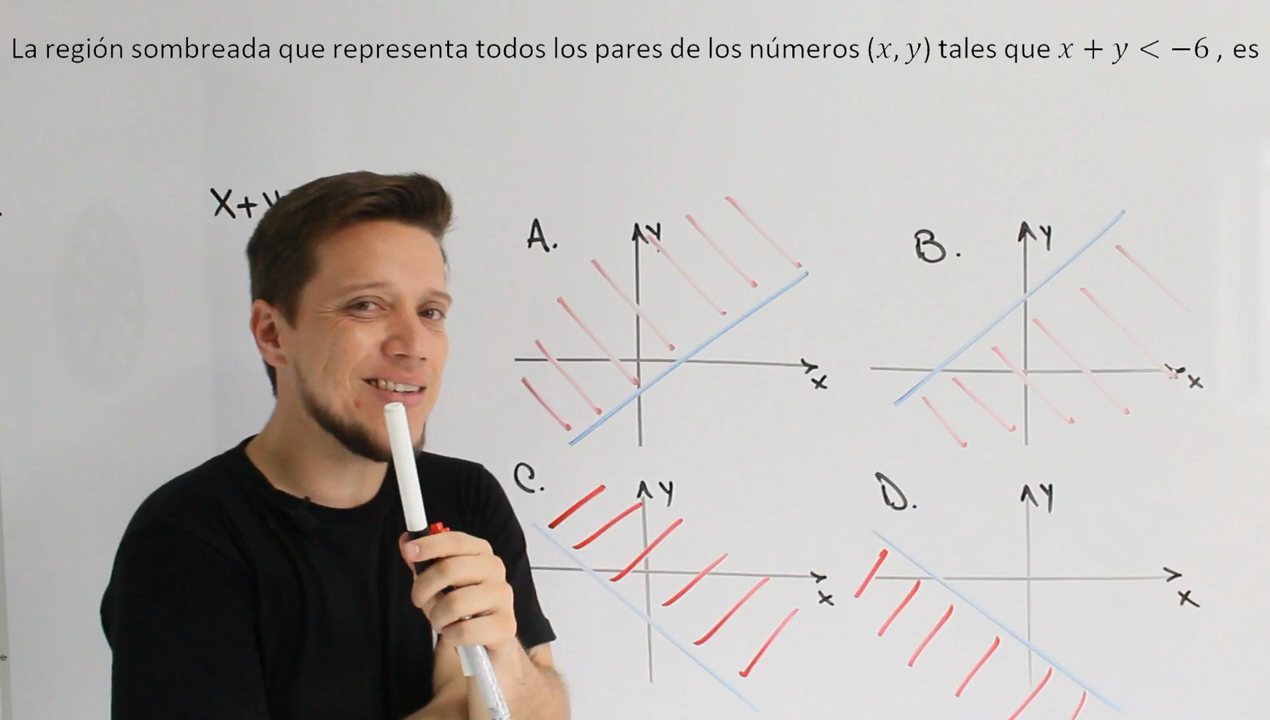 La región sombreada que representa todos los pares de los números (x, y) tales que x + y < −6 , es
X+y
A. y
x
B. y
x
C. y
x
D. y
x